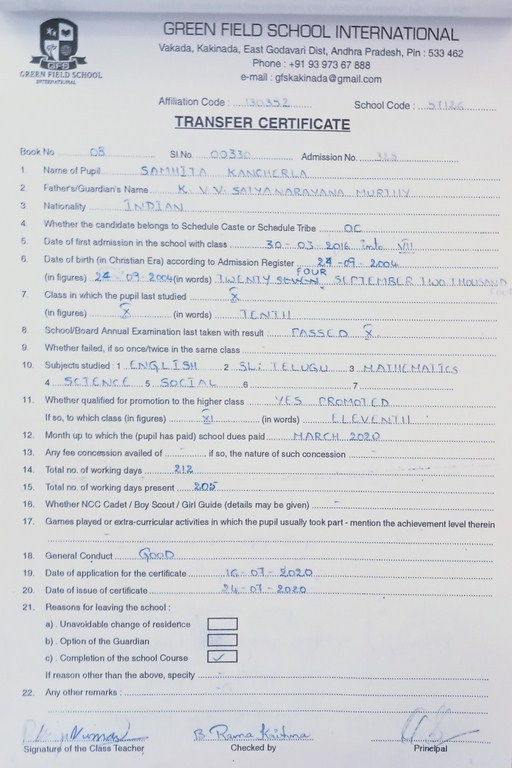 GREEN FIELD SCHOOL INTERNATIONAL
Vakada, Kakinada, East Godavari Dist, Andhra Pradesh, Pin : 533 462
Phone : +91 93 973 67 888
e-mail : gfskakinada@gmail.com
GFS
GREEN FIELD SCHOOL
INTERNATIONAL
Affiliation Code : 130352 School Code :
TRANSFER CERTIFICATE
Book No 08 Sl.No. 00330 Admission No.
1 Name of Pupil SAMHITA KANCHERLA
2. Father's/Guardian's Name K. V.V. SATYANARAYANA MURTHY
3. Nationality INDIAN
4. Whether the candidate belongs to Schedule Caste or Schedule Tribe OC
5. Date of first admission in the school with class 30-03-2016 into VII
6. Date of birth (in Christian Era) according to Admission Register 24-09-2004
(in figures) 24-09-2004 (in words) TWENTY FOUR SEPTEMBER TWO THOUSAND
7. Class in which the pupil last studied X
(in figures) X (in words) TENTH
8. School/Board Annual Examination last taken with result PASSED X
9. Whether failed, if so once/twice in the same class
10. Subjects studied : 1 ENGLISH 2 SL: TELUGU 3 MATHEMATICS
4 SCIENCE 5 SOCIAL 6 7
11. Whether qualified for promotion to the higher class YES PROMOTED
If so, to which class (in figures) XI (in words) ELEVENTH
12. Month up to which the (pupil has paid) school dues paid MARCH 2020
13. Any fee concession availed of - if so, the nature of such concession
14. Total no. of working days 212
15. Total no. of working days present 205
16. Whether NCC Cadet / Boy Scout / Girl Guide (details may be given) -
17. Games played or extra-curricular activities in which the pupil usually took part - mention the achievement level therein
18. General Conduct GOOD
19. Date of application for the certificate 16-07-2020
20. Date of issue of certificate 24-07-2020
21. Reasons for leaving the school :
a) . Unavoidable change of residence
b) . Option of the Guardian
c) . Completion of the school Course ✓
If reason other than the above, specify
22. Any other remarks :
Kumar B. Rama Krishna
Signature of the Class Teacher Checked by Principal